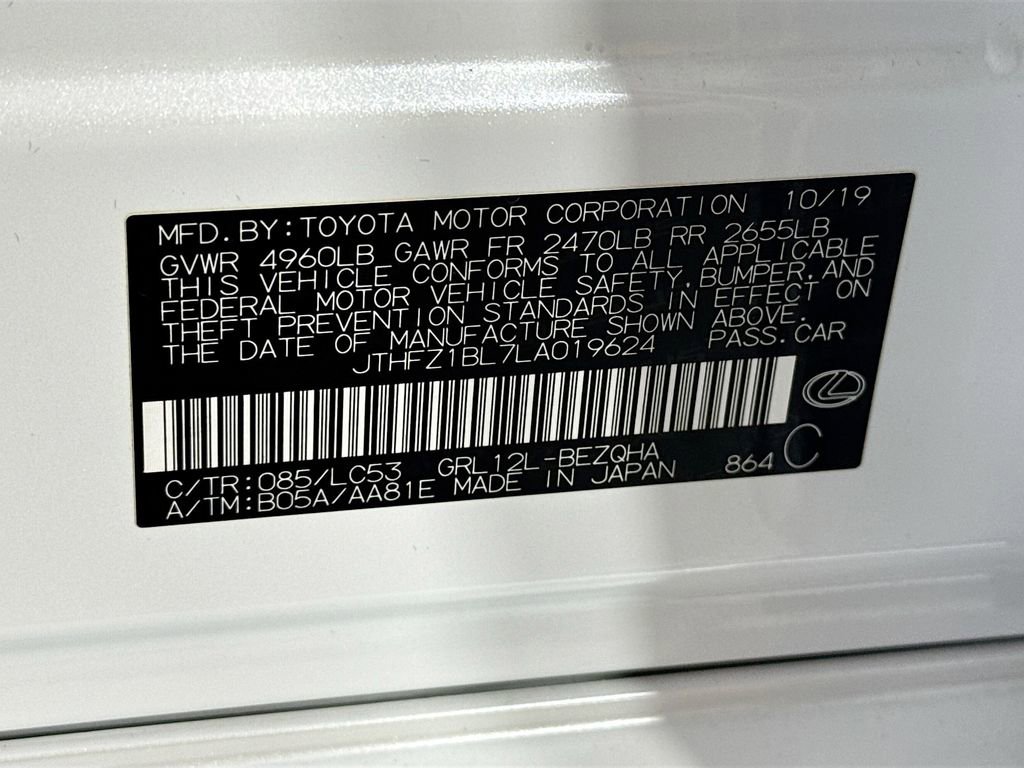 MFD.BY:TOYOTA MOTOR CORPORATION 10/19
GVWR 4960LB GAWR FR 2470LB RR 2655LB
THIS VEHICLE CONFORMS TO ALL APPLICABLE
FEDERAL MOTOR VEHICLE SAFETY,BUMPER,AND
THEFT PREVENTION STANDARDS IN EFFECT ON
THE DATE OF MANUFACTURE SHOWN ABOVE.
JTHFZ1BL7LA019624 PASS.CAR
C/TR:085/LC53 GRL12L-BEZQHA 864 C
A/TM:B05A/AA81E MADE IN JAPAN